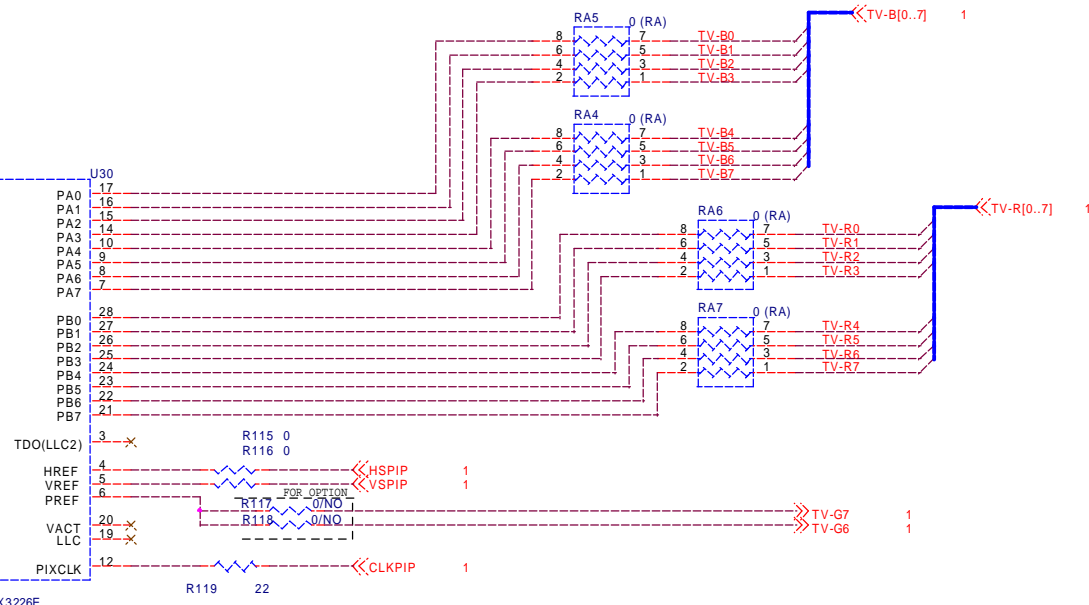 RA5 0 (RA) TV-B[0..7] 1
8 7 TV-B0
6 5 TV-B1
4 3 TV-B2
2 1 TV-B3
RA4 0 (RA)
8 7 TV-B4
6 5 TV-B5
4 3 TV-B6
2 1 TV-B7
U30
PA0 17
PA1 16
PA2 15
PA3 14
PA4 10
PA5 9
PA6 8
PA7 7
RA6 0 (RA) TV-R[0..7] 1
8 7 TV-R0
6 5 TV-R1
4 3 TV-R2
2 1 TV-R3
RA7 0 (RA)
8 7 TV-R4
6 5 TV-R5
4 3 TV-R6
2 1 TV-R7
PB0 28
PB1 27
PB2 26
PB3 25
PB4 24
PB5 23
PB6 22
PB7 21
TDO(LLC2) 3
R115 0
R116 0
HREF 4 HSPIP 1
VREF 5 VSPIP 1
PREF 6
FOR OPTION
R117 0/NO TV-G7 1
R118 0/NO TV-G6 1
VACT 20
LLC 19
PIXCLK 12 CLKPIP 1
R119 22